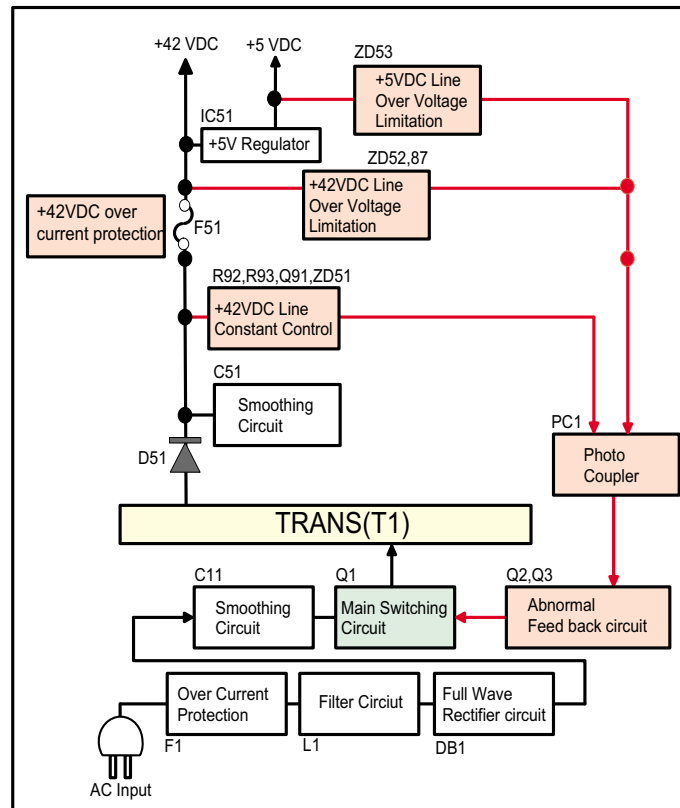 +42 VDC
+5 VDC
ZD53
+5VDC Line
Over Voltage
Limitation
IC51
+5V Regulator
ZD52,87
+42VDC Line
Over Voltage
Limitation
+42VDC over
current protection
F51
R92,R93,Q91,ZD51
+42VDC Line
Constant Control
C51
Smoothing
Circuit
D51
PC1
Photo
Coupler
TRANS(T1)
C11
Smoothing
Circuit
Q1
Main Switching
Circuit
Q2,Q3
Abnormal
Feed back circuit
Over Current
Protection
F1
Filter Circiut
L1
Full Wave
Rectifier circuit
DB1
AC Input